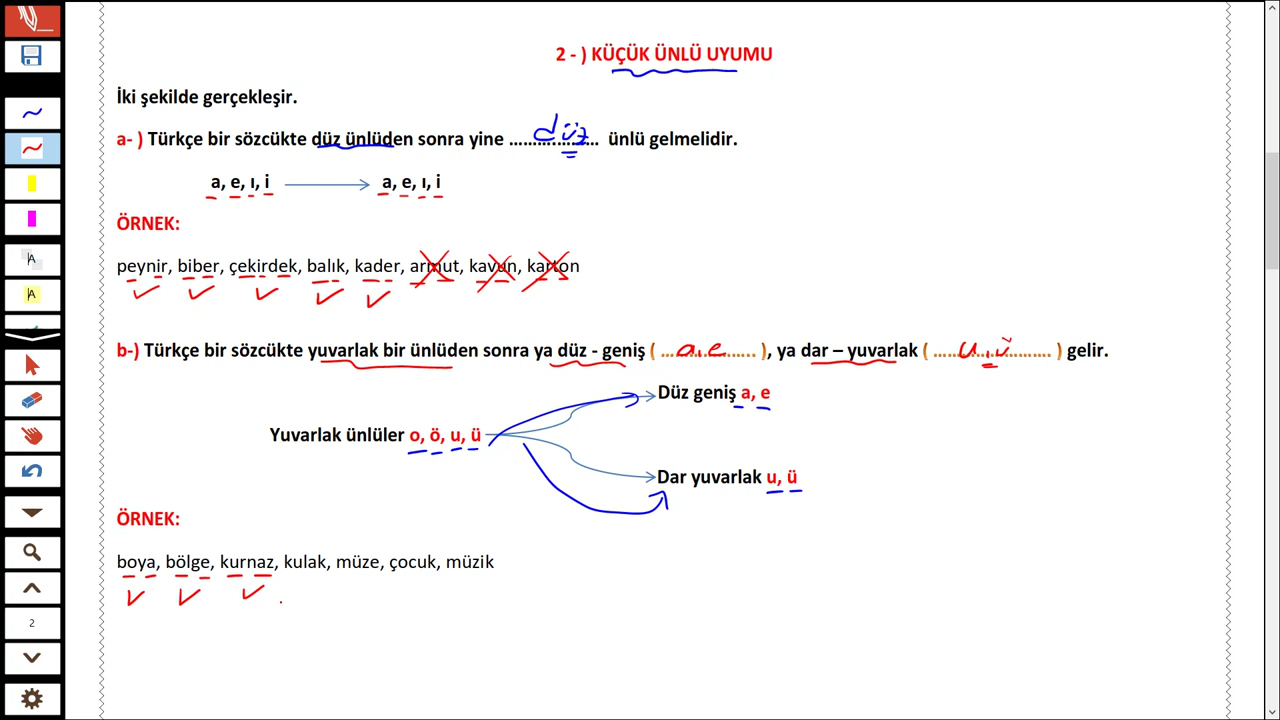 2 - ) KÜÇÜK ÜNLÜ UYUMU
İki şekilde gerçekleşir.
a- ) Türkçe bir sözcükte düz ünlüden sonra yine .......düz....... ünlü gelmelidir.
a, e, ı, i a, e, ı, i
ÖRNEK:
peynir, biber, çekirdek, balık, kader, armut, kavun, karton
b-) Türkçe bir sözcükte yuvarlak bir ünlüden sonra ya düz - geniş ( ...a,e...... ), ya dar – yuvarlak ( .....u,ü......... ) gelir.
Düz geniş a, e
Yuvarlak ünlüler o, ö, u, ü
Dar yuvarlak u, ü
ÖRNEK:
boya, bölge, kurnaz, kulak, müze, çocuk, müzik
A
A
2